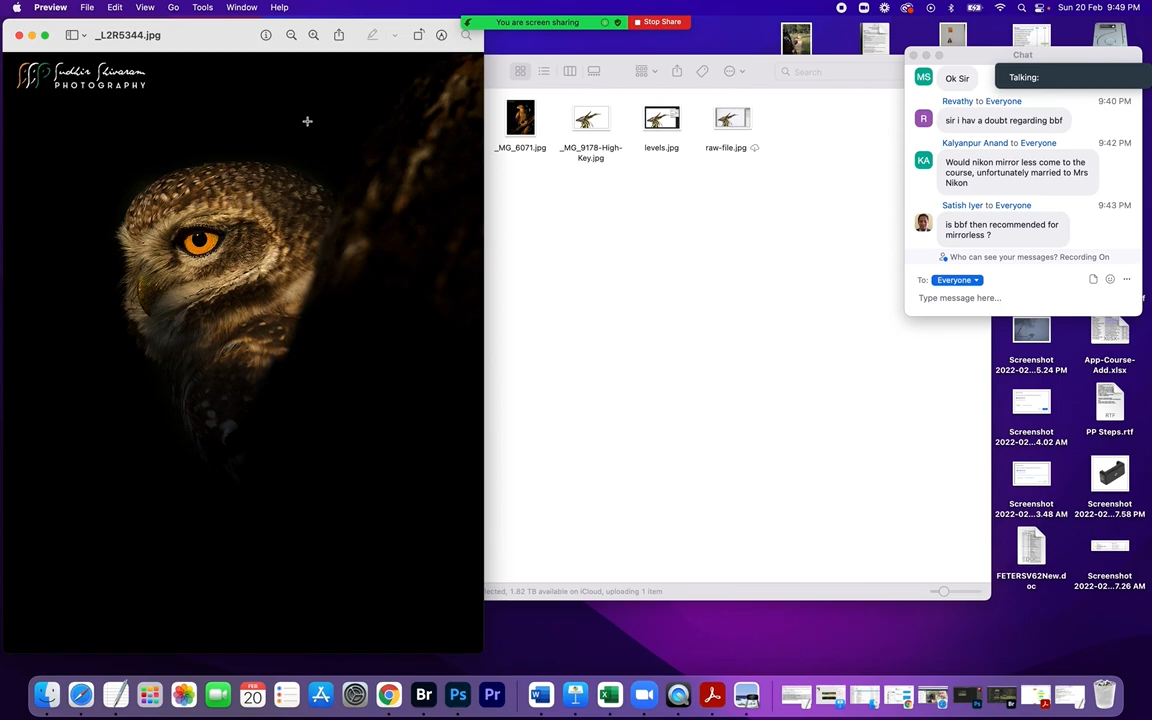 Preview File Edit View Go Tools Window Help
Sun 20 Feb 9:49 PM
You are screen sharing
Stop Share
_L2R5344.jpg
Sudhir Shivaram
PHOTOGRAPHY
Search
_MG_6071.jpg
_MG_9178-High-
Key.jpg
levels.jpg
raw-file.jpg
1.82 TB available on iCloud, uploading 1 item
Chat
Talking:
MS
Ok Sir
Revathy to Everyone 9:40 PM
R
sir i hav a doubt regarding bbf
Kalyanpur Anand to Everyone 9:42 PM
KA
Would nikon mirror less come to the
course, unfortunately married to Mrs
Nikon
Satish Iyer to Everyone 9:43 PM
is bbf then recommended for
mirrorless ?
Who can see your messages? Recording On
To: Everyone
Type message here...
Screenshot
2022-02...5.24 PM
App-Course-
Add.xlsx
Screenshot
2022-02...4.02 AM
RTF
PP Steps.rtf
Screenshot
2022-02...3.48 AM
Screenshot
2022-02...7.58 PM
FETERSV62New.d
oc
Screenshot
2022-02...7.26 AM
FEB
20
Br Ps Pr